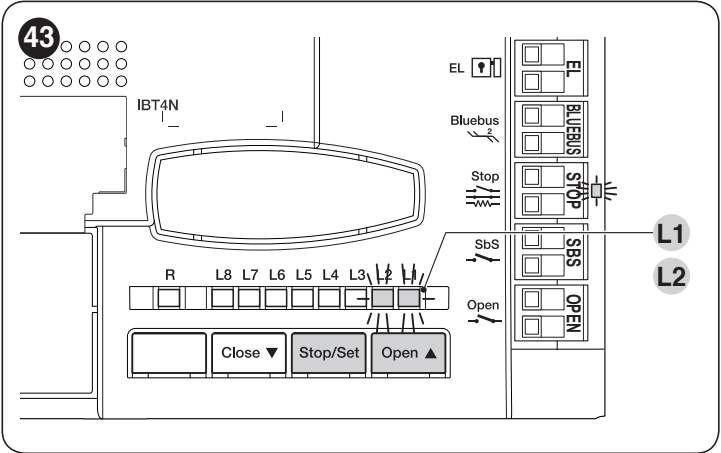 43
IBT4N
EL
EL
Bluebus
2
BLUEBUS
Stop
STOP
SbS
SBS
L1
L2
Open
OPEN
R L8 L7 L6 L5 L4 L3 L2 L1
Close ▼ Stop/Set Open ▲